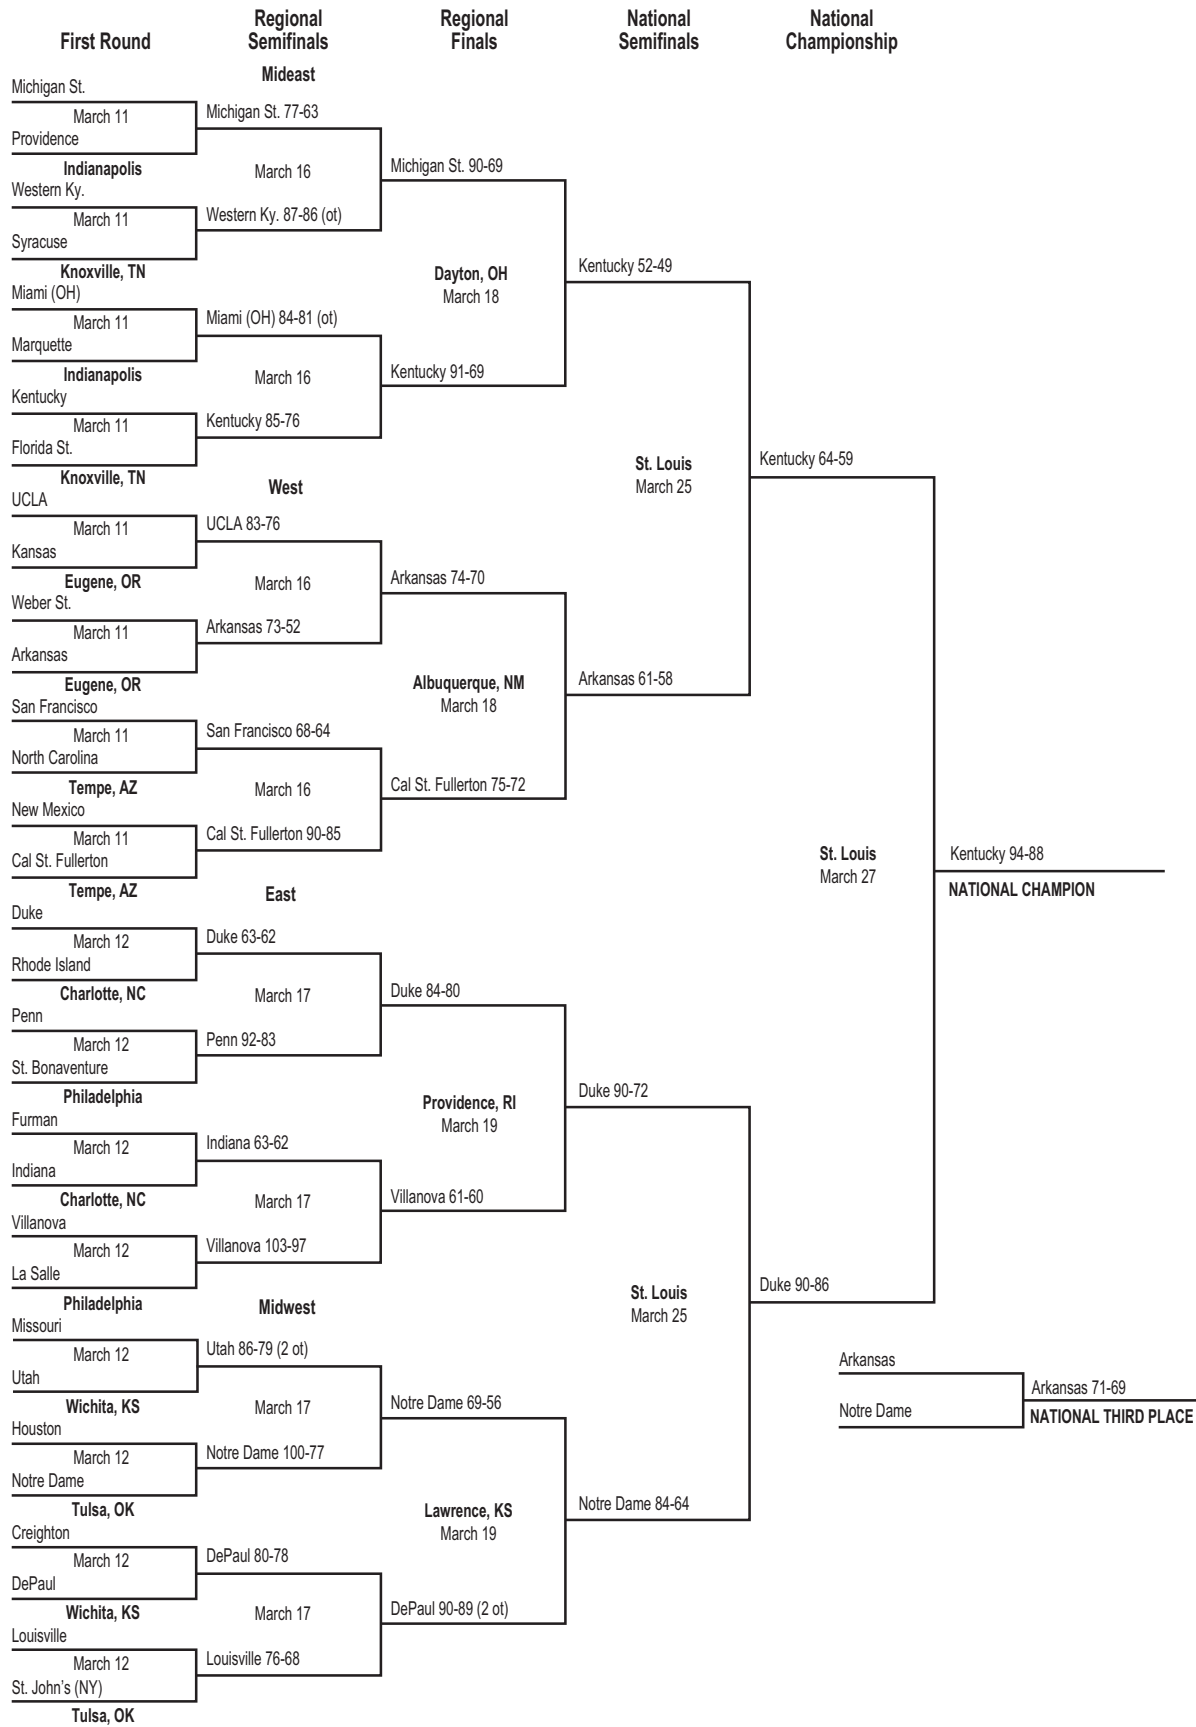 First Round
Regional
Semifinals
Regional
Finals
National
Semifinals
National
Championship
Mideast
Michigan St.
March 11
Providence
Indianapolis
Western Ky.
March 11
Syracuse
Knoxville, TN
Miami (OH)
March 11
Marquette
Indianapolis
Kentucky
March 11
Florida St.
Knoxville, TN
Michigan St. 77-63
March 16
Western Ky. 87-86 (ot)
Miami (OH) 84-81 (ot)
March 16
Kentucky 85-76
Michigan St. 90-69
Dayton, OH
March 18
Kentucky 91-69
Kentucky 52-49
West
UCLA
March 11
Kansas
Eugene, OR
Weber St.
March 11
Arkansas
Eugene, OR
San Francisco
March 11
North Carolina
Tempe, AZ
New Mexico
March 11
Cal St. Fullerton
Tempe, AZ
UCLA 83-76
March 16
Arkansas 73-52
San Francisco 68-64
March 16
Cal St. Fullerton 90-85
Arkansas 74-70
Albuquerque, NM
March 18
Cal St. Fullerton 75-72
Arkansas 61-58
St. Louis
March 25
Kentucky 64-59
East
Duke
March 12
Rhode Island
Charlotte, NC
Penn
March 12
St. Bonaventure
Philadelphia
Furman
March 12
Indiana
Charlotte, NC
Villanova
March 12
La Salle
Philadelphia
Duke 63-62
March 17
Penn 92-83
Indiana 63-62
March 17
Villanova 103-97
Duke 84-80
Providence, RI
March 19
Villanova 61-60
Duke 90-72
Midwest
Missouri
March 12
Utah
Wichita, KS
Houston
March 12
Notre Dame
Tulsa, OK
Creighton
March 12
DePaul
Wichita, KS
Louisville
March 12
St. John's (NY)
Tulsa, OK
Utah 86-79 (2 ot)
March 17
Notre Dame 100-77
DePaul 80-78
March 17
Louisville 76-68
Notre Dame 69-56
Lawrence, KS
March 19
DePaul 90-89 (2 ot)
Notre Dame 84-64
St. Louis
March 25
Duke 90-86
St. Louis
March 27
Kentucky 94-88
NATIONAL CHAMPION
Arkansas
Notre Dame
Arkansas 71-69
NATIONAL THIRD PLACE